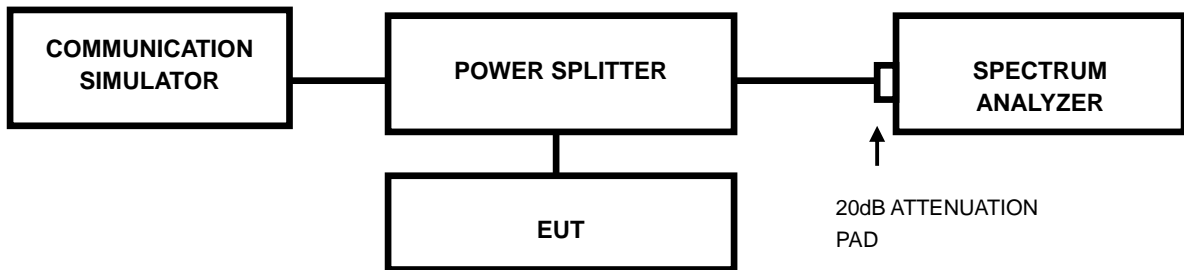 COMMUNICATION
SIMULATOR
POWER SPLITTER
SPECTRUM
ANALYZER
EUT
20dB ATTENUATION
PAD